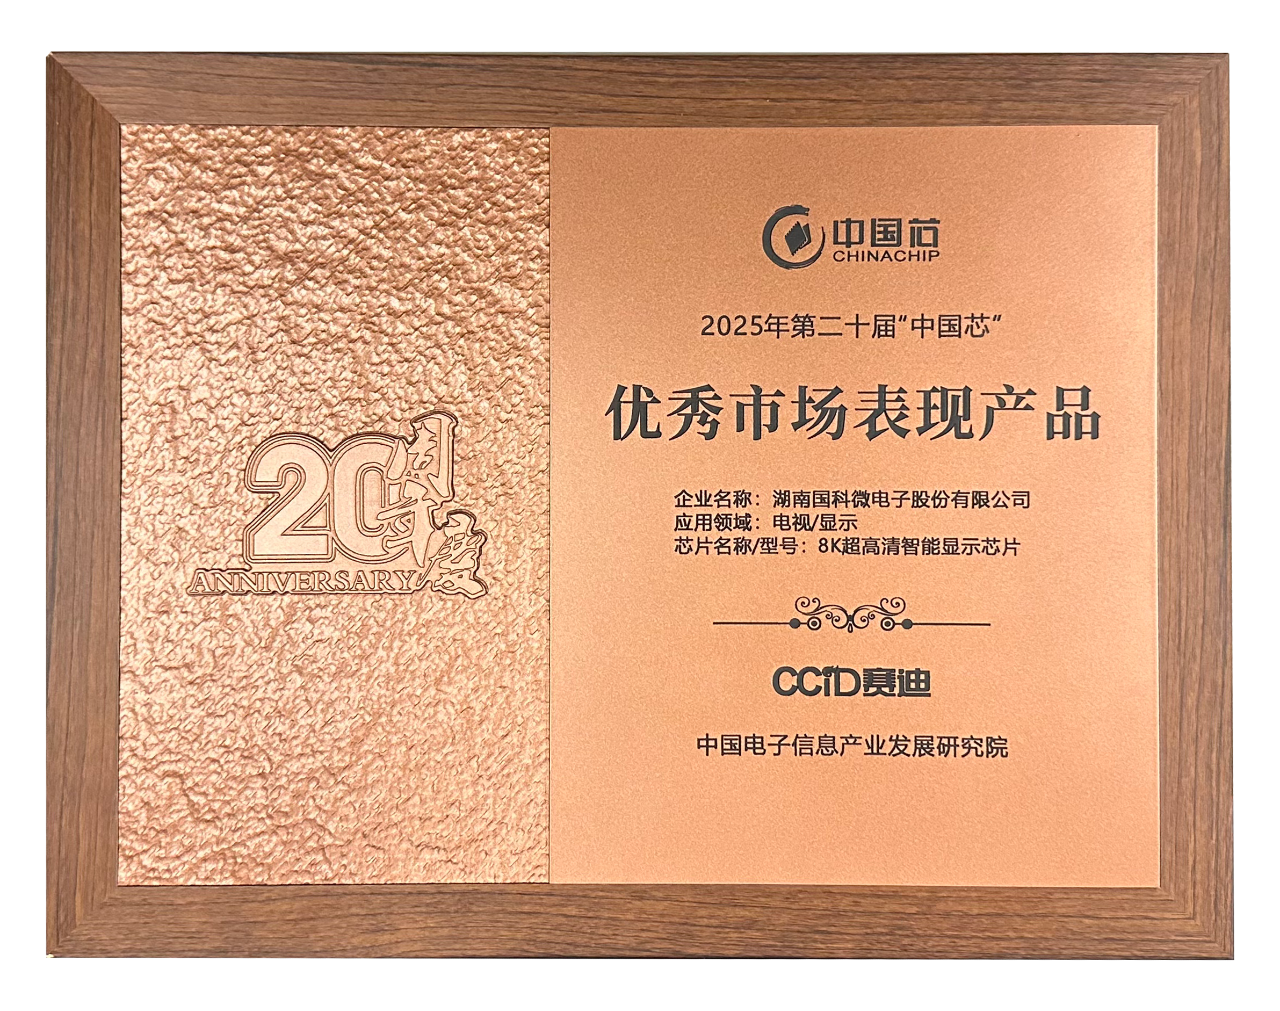 20周年庆
ANNIVERSARY
中国芯
CHINACHIP
2025年第二十届“中国芯”
优秀市场表现产品
企业名称：湖南国科微电子股份有限公司
应用领域：电视/显示
芯片名称/型号：8K超高清智能显示芯片
CCID赛迪
中国电子信息产业发展研究院